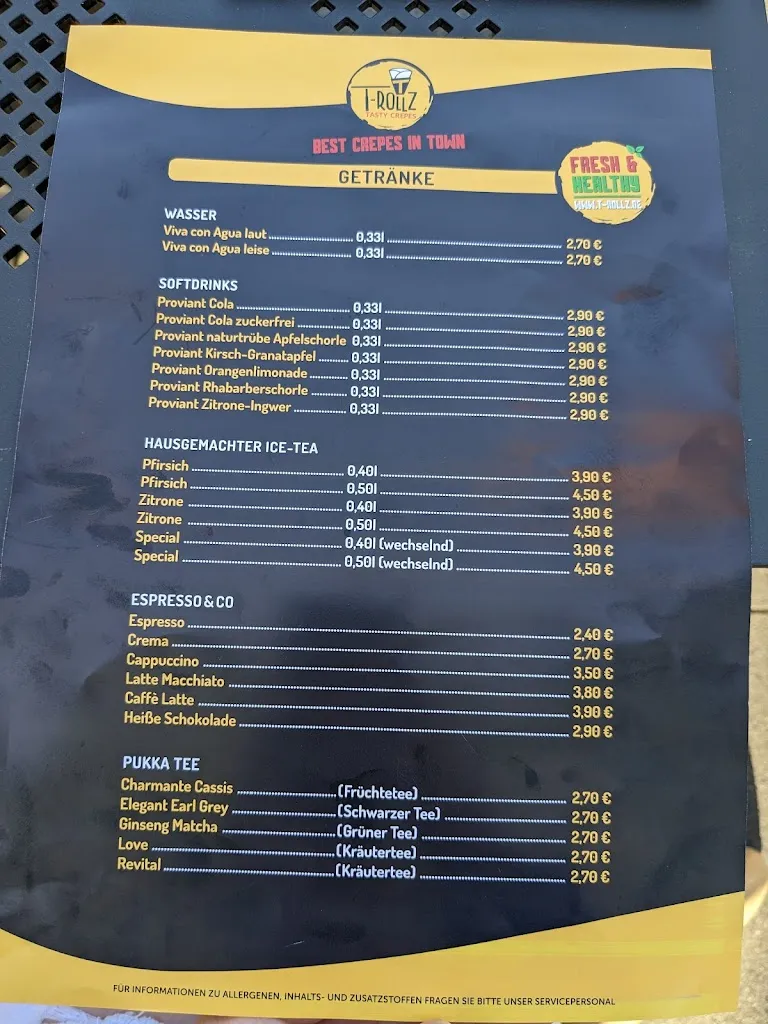 T-ROLLZ
TASTY CREPES
BEST CREPES IN TOWN
GETRÄNKE
FRESH &
HEALTHY
WWW.T-ROLLZ.DE
WASSER
Viva con Agua laut 0,33l 2,70 €
Viva con Agua leise 0,33l 2,70 €
SOFTDRINKS
Proviant Cola 0,33l 2,90 €
Proviant Cola zuckerfrei 0,33l 2,90 €
Proviant naturtrübe Apfelschorle 0,33l 2,90 €
Proviant Kirsch-Granatapfel 0,33l 2,90 €
Proviant Orangenlimonade 0,33l 2,90 €
Proviant Rhabarberschorle 0,33l 2,90 €
Proviant Zitrone-Ingwer 0,33l 2,90 €
HAUSGEMACHTER ICE-TEA
Pfirsich 0,40l 3,90 €
Pfirsich 0,50l 4,50 €
Zitrone 0,40l 3,90 €
Zitrone 0,50l 4,50 €
Special 0,40l (wechselnd) 3,90 €
Special 0,50l (wechselnd) 4,50 €
ESPRESSO & CO
Espresso 2,40 €
Crema 2,70 €
Cappuccino 3,50 €
Latte Macchiato 3,80 €
Caffè Latte 3,90 €
Heiße Schokolade 2,90 €
PUKKA TEE
Charmante Cassis (Früchtetee) 2,70 €
Elegant Earl Grey (Schwarzer Tee) 2,70 €
Ginseng Matcha (Grüner Tee) 2,70 €
Love (Kräutertee) 2,70 €
Revital (Kräutertee) 2,70 €
FÜR INFORMATIONEN ZU ALLERGENEN, INHALTS- UND ZUSATZSTOFFEN FRAGEN SIE BITTE UNSER SERVICEPERSONAL